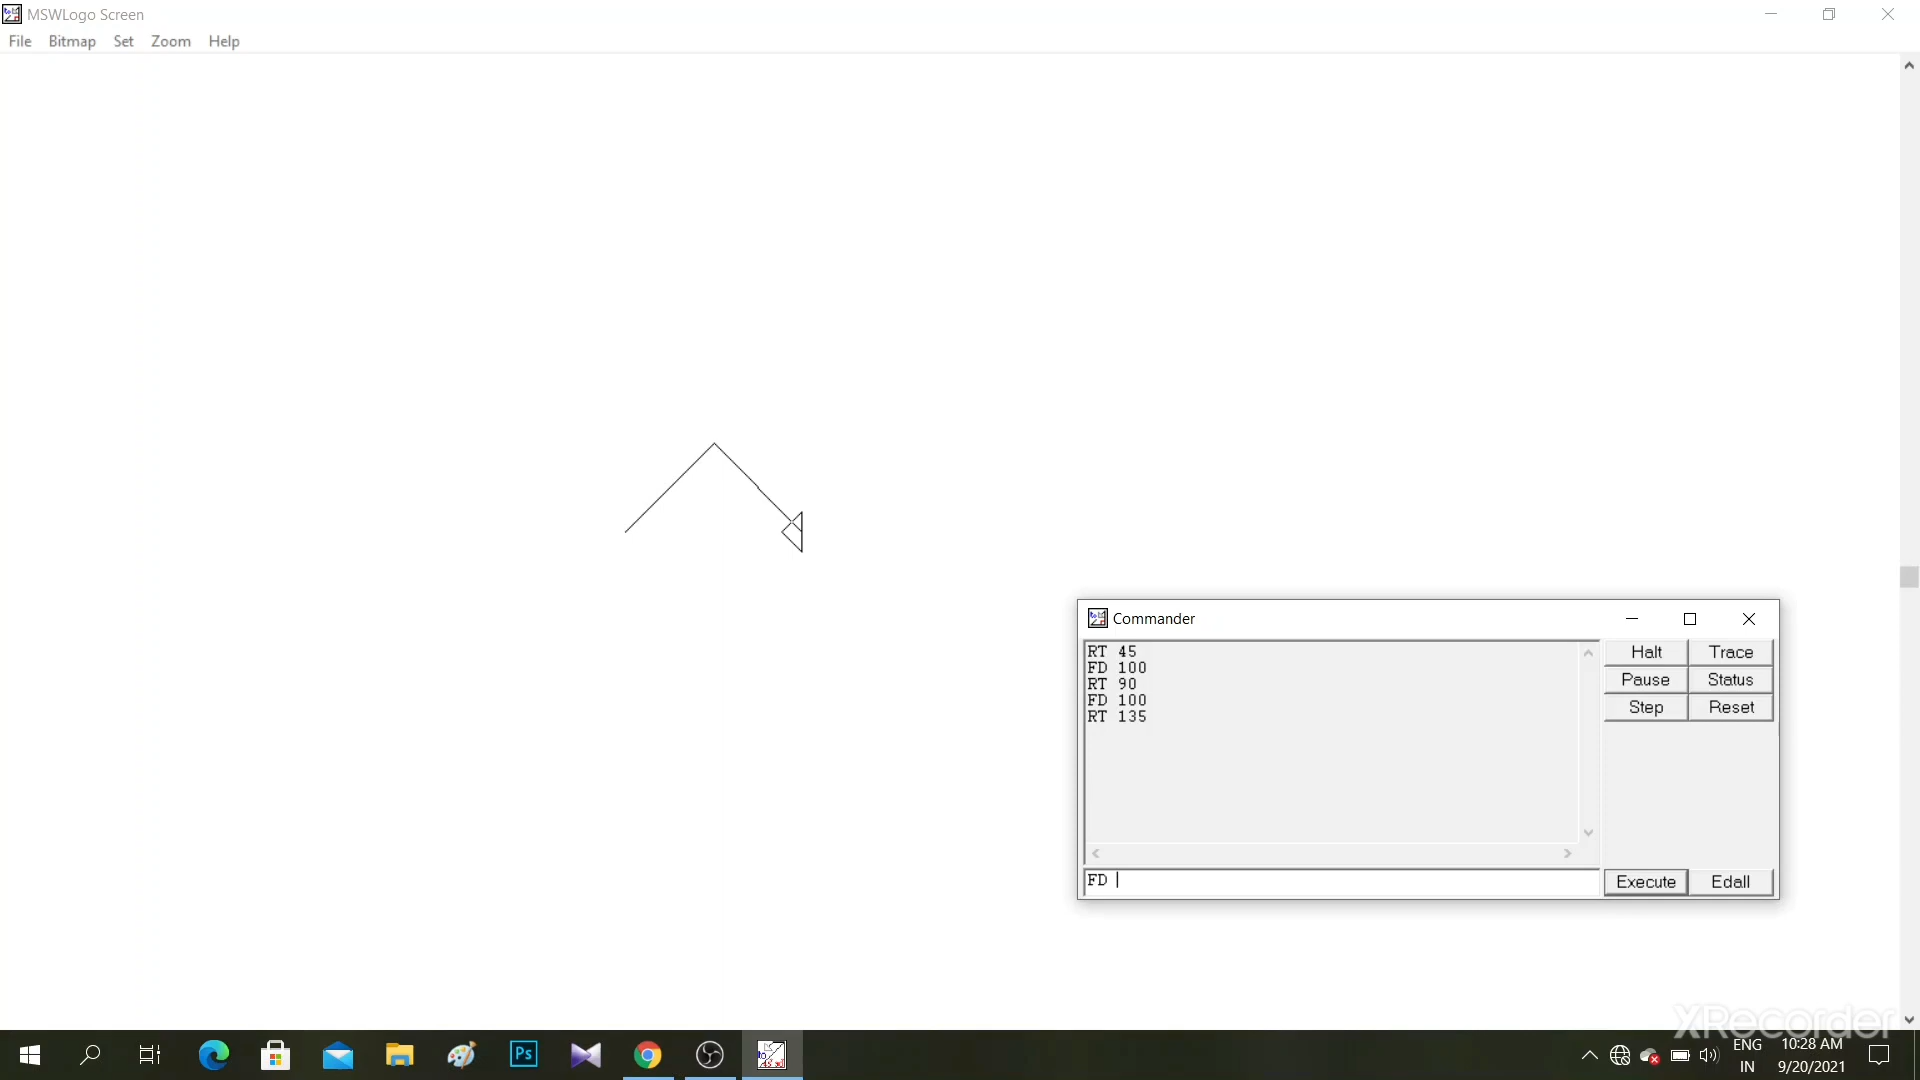 MSWLogo Screen
File Bitmap Set Zoom Help
Commander
RT 45
FD 100
RT 90
FD 100
RT 135
Halt Trace
Pause Status
Step Reset
FD
Execute Edall
XRecorder
Ps
ENG
IN
10:28 AM
9/20/2021